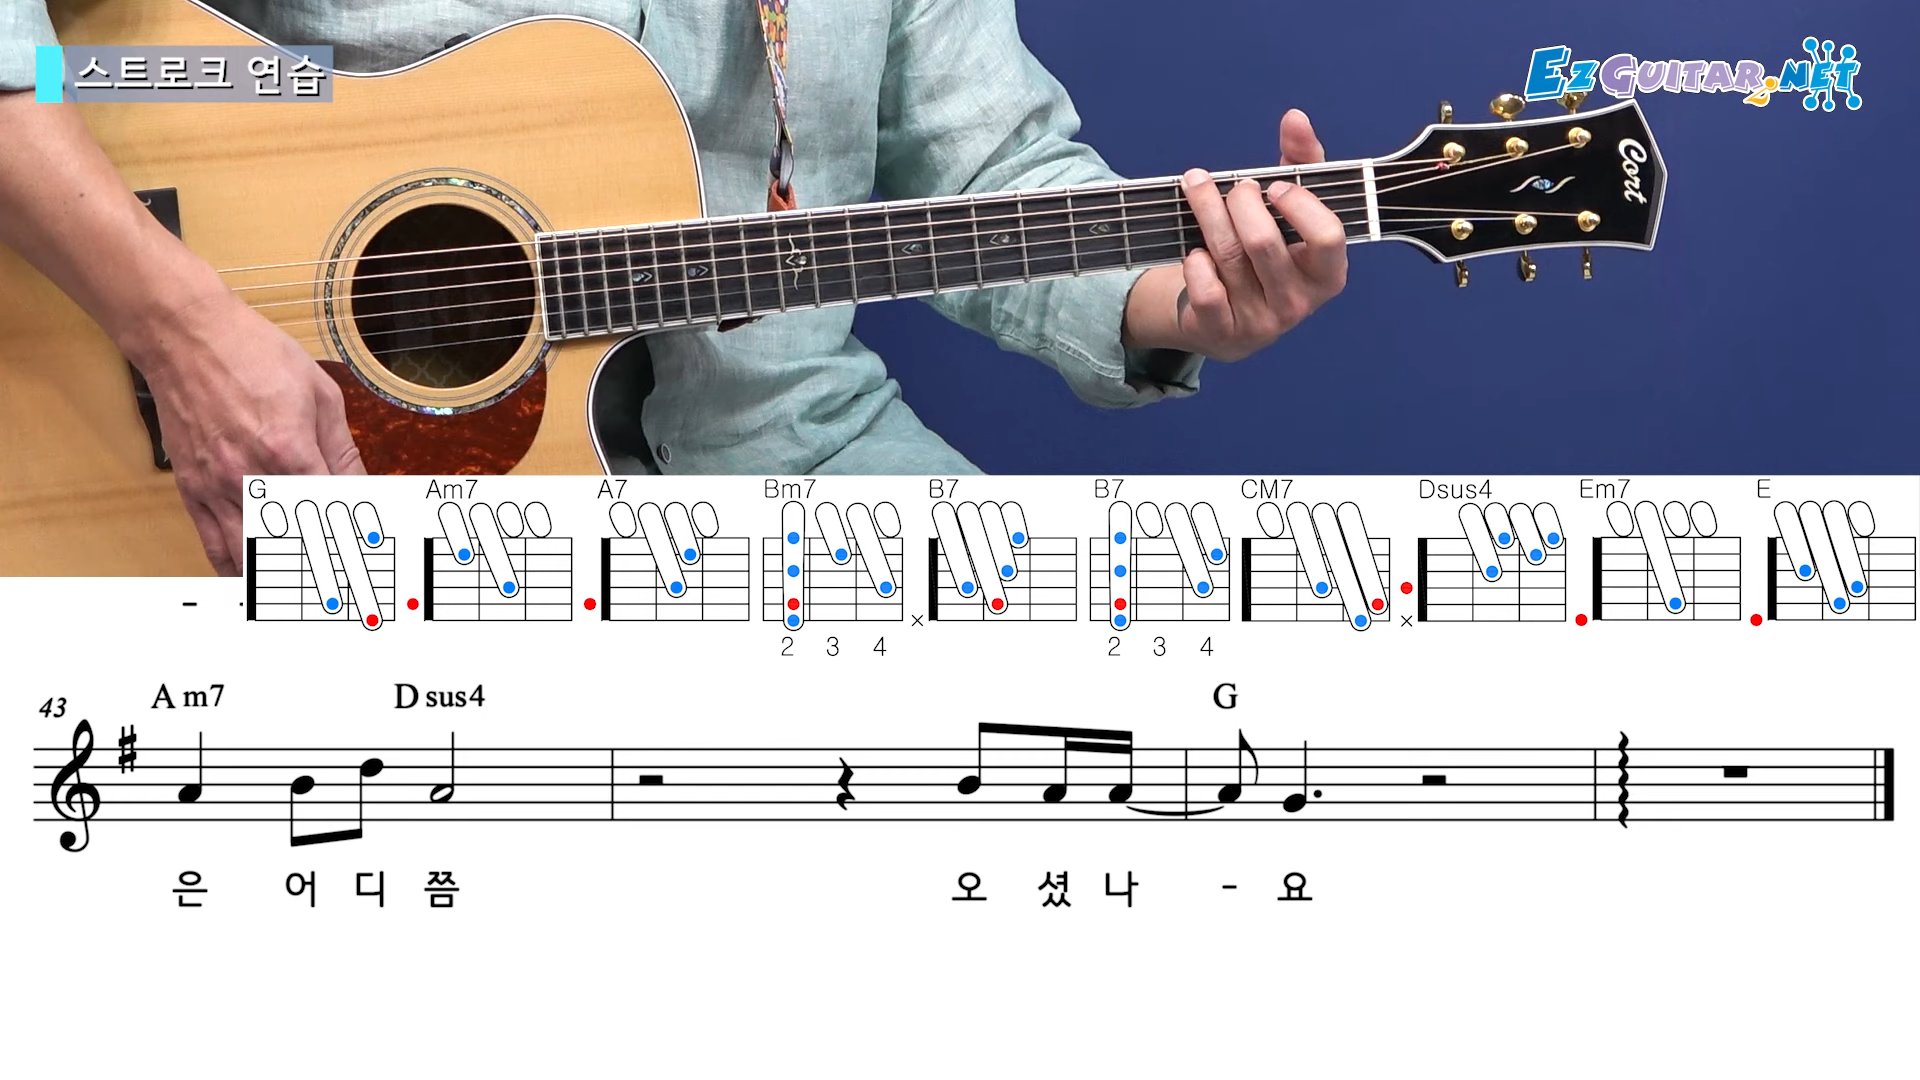 스트로크 연습
EzGuitar.net
Cort
G Am7 A7 Bm7 B7 B7 CM7 Dsus4 Em7 E
2 3 4 × 2 3 4 ×
-
43 A m7 D sus4 G
은 어 디 쯤 오 셨 나 - 요